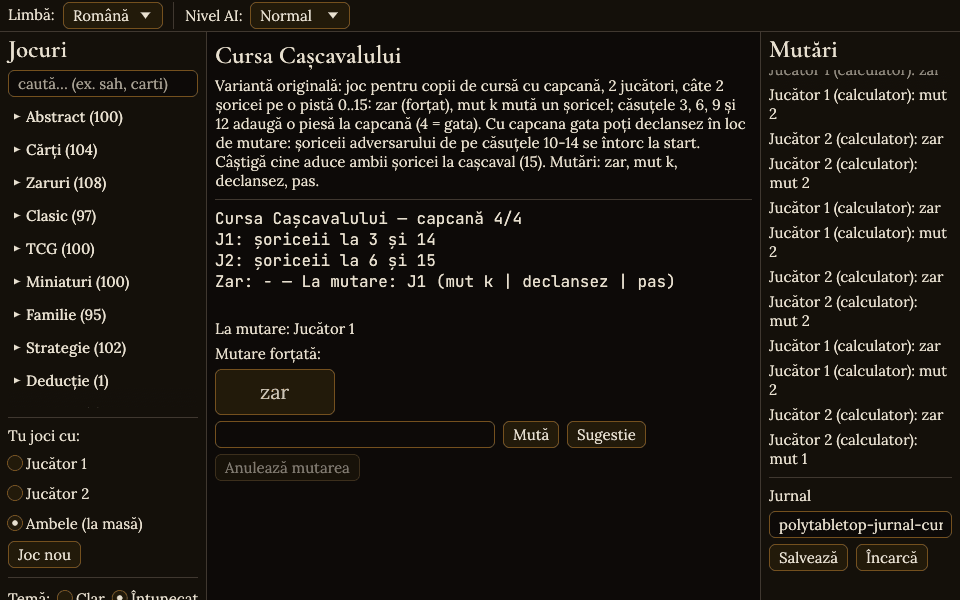 Limbă: Română ▼ Nivel AI: Normal ▼
Jocuri
caută... (ex. sah, carti)
▸ Abstract (100)
▸ Cărți (104)
▸ Zaruri (108)
▸ Clasic (97)
▸ TCG (100)
▸ Miniaturi (100)
▸ Familie (95)
▸ Strategie (102)
▸ Deducție (1)
Tu joci cu:
Jucător 1
Jucător 2
Ambele (la masă)
Joc nou
Temă: Clar Întunecat
Cursa Cașcavalului
Variantă originală: joc pentru copii de cursă cu capcană, 2 jucători, câte 2
șoricei pe o pistă 0..15: zar (forțat), mut k mută un șoricel; căsuțele 3, 6, 9 și
12 adaugă o piesă la capcană (4 = gata). Cu capcana gata poți declansez în loc
de mutare: șoriceii adversarului de pe căsuțele 10-14 se întorc la start.
Câștigă cine aduce ambii șoricei la cașcaval (15). Mutări: zar, mut k,
declansez, pas.
Cursa Cașcavalului — capcană 4/4
J1: șoriceii la 3 și 14
J2: șoriceii la 6 și 15
Zar: - — La mutare: J1 (mut k | declansez | pas)
La mutare: Jucător 1
Mutare forțată:
zar
Mută Sugestie
Anulează mutarea
Mutări
Jucător 1 (calculator): zar
Jucător 1 (calculator): mut
2
Jucător 2 (calculator): zar
Jucător 2 (calculator):
mut 2
Jucător 1 (calculator): zar
Jucător 1 (calculator): mut
2
Jucător 2 (calculator): zar
Jucător 2 (calculator):
mut 2
Jucător 1 (calculator): zar
Jucător 1 (calculator): mut
2
Jucător 2 (calculator): zar
Jucător 2 (calculator):
mut 1
Jurnal
polytabletop-jurnal-cur
Salvează Încarcă